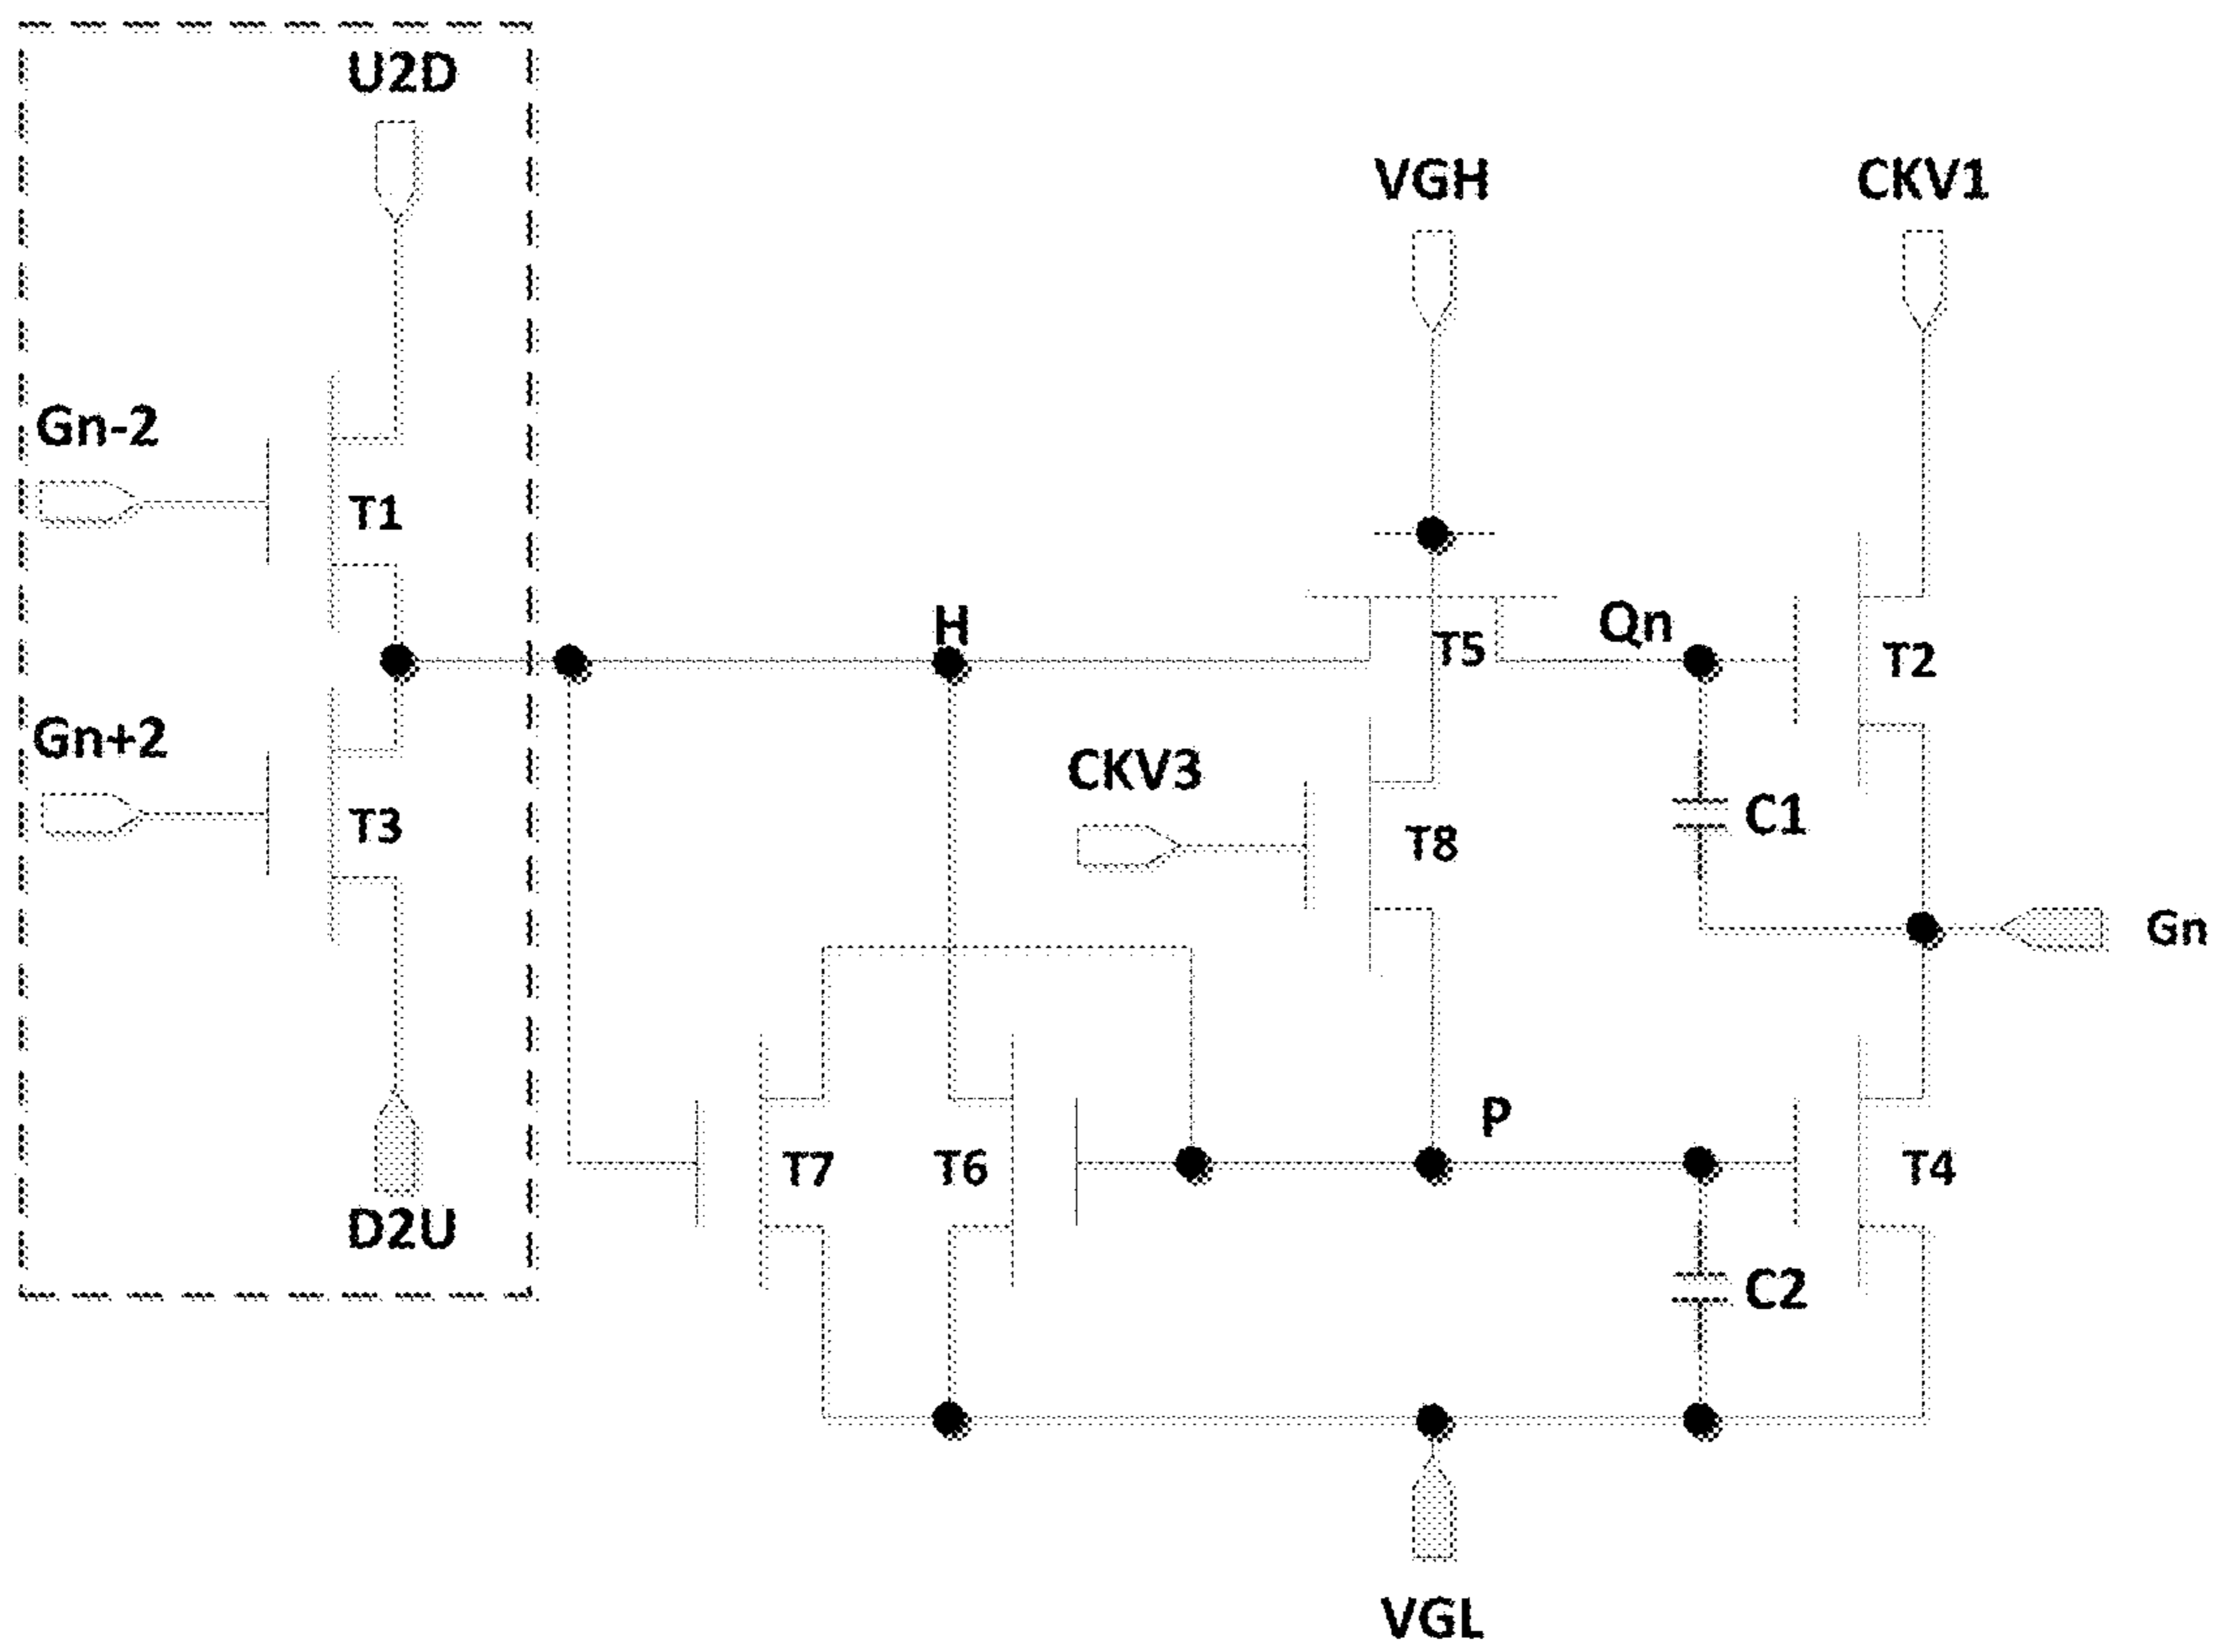 U2D
VGH
CKV1
Gn-2
T1
H
T5
Qn
T2
Gn+2
T3
CKV3
T8
C1
Gn
P
T7
T6
T4
D2U
C2
VGL